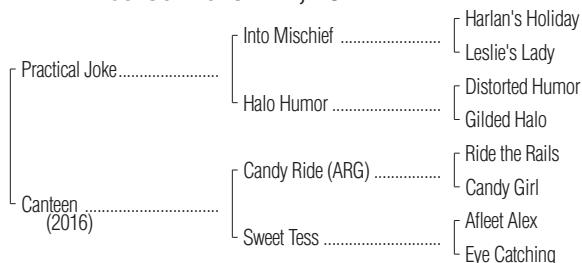 Harlan's Holiday
Into Mischief
Leslie's Lady
Practical Joke
Distorted Humor
Halo Humor
Gilded Halo
Ride the Rails
Candy Ride (ARG)
Candy Girl
Canteen
(2016)
Afleet Alex
Sweet Tess
Eye Catching